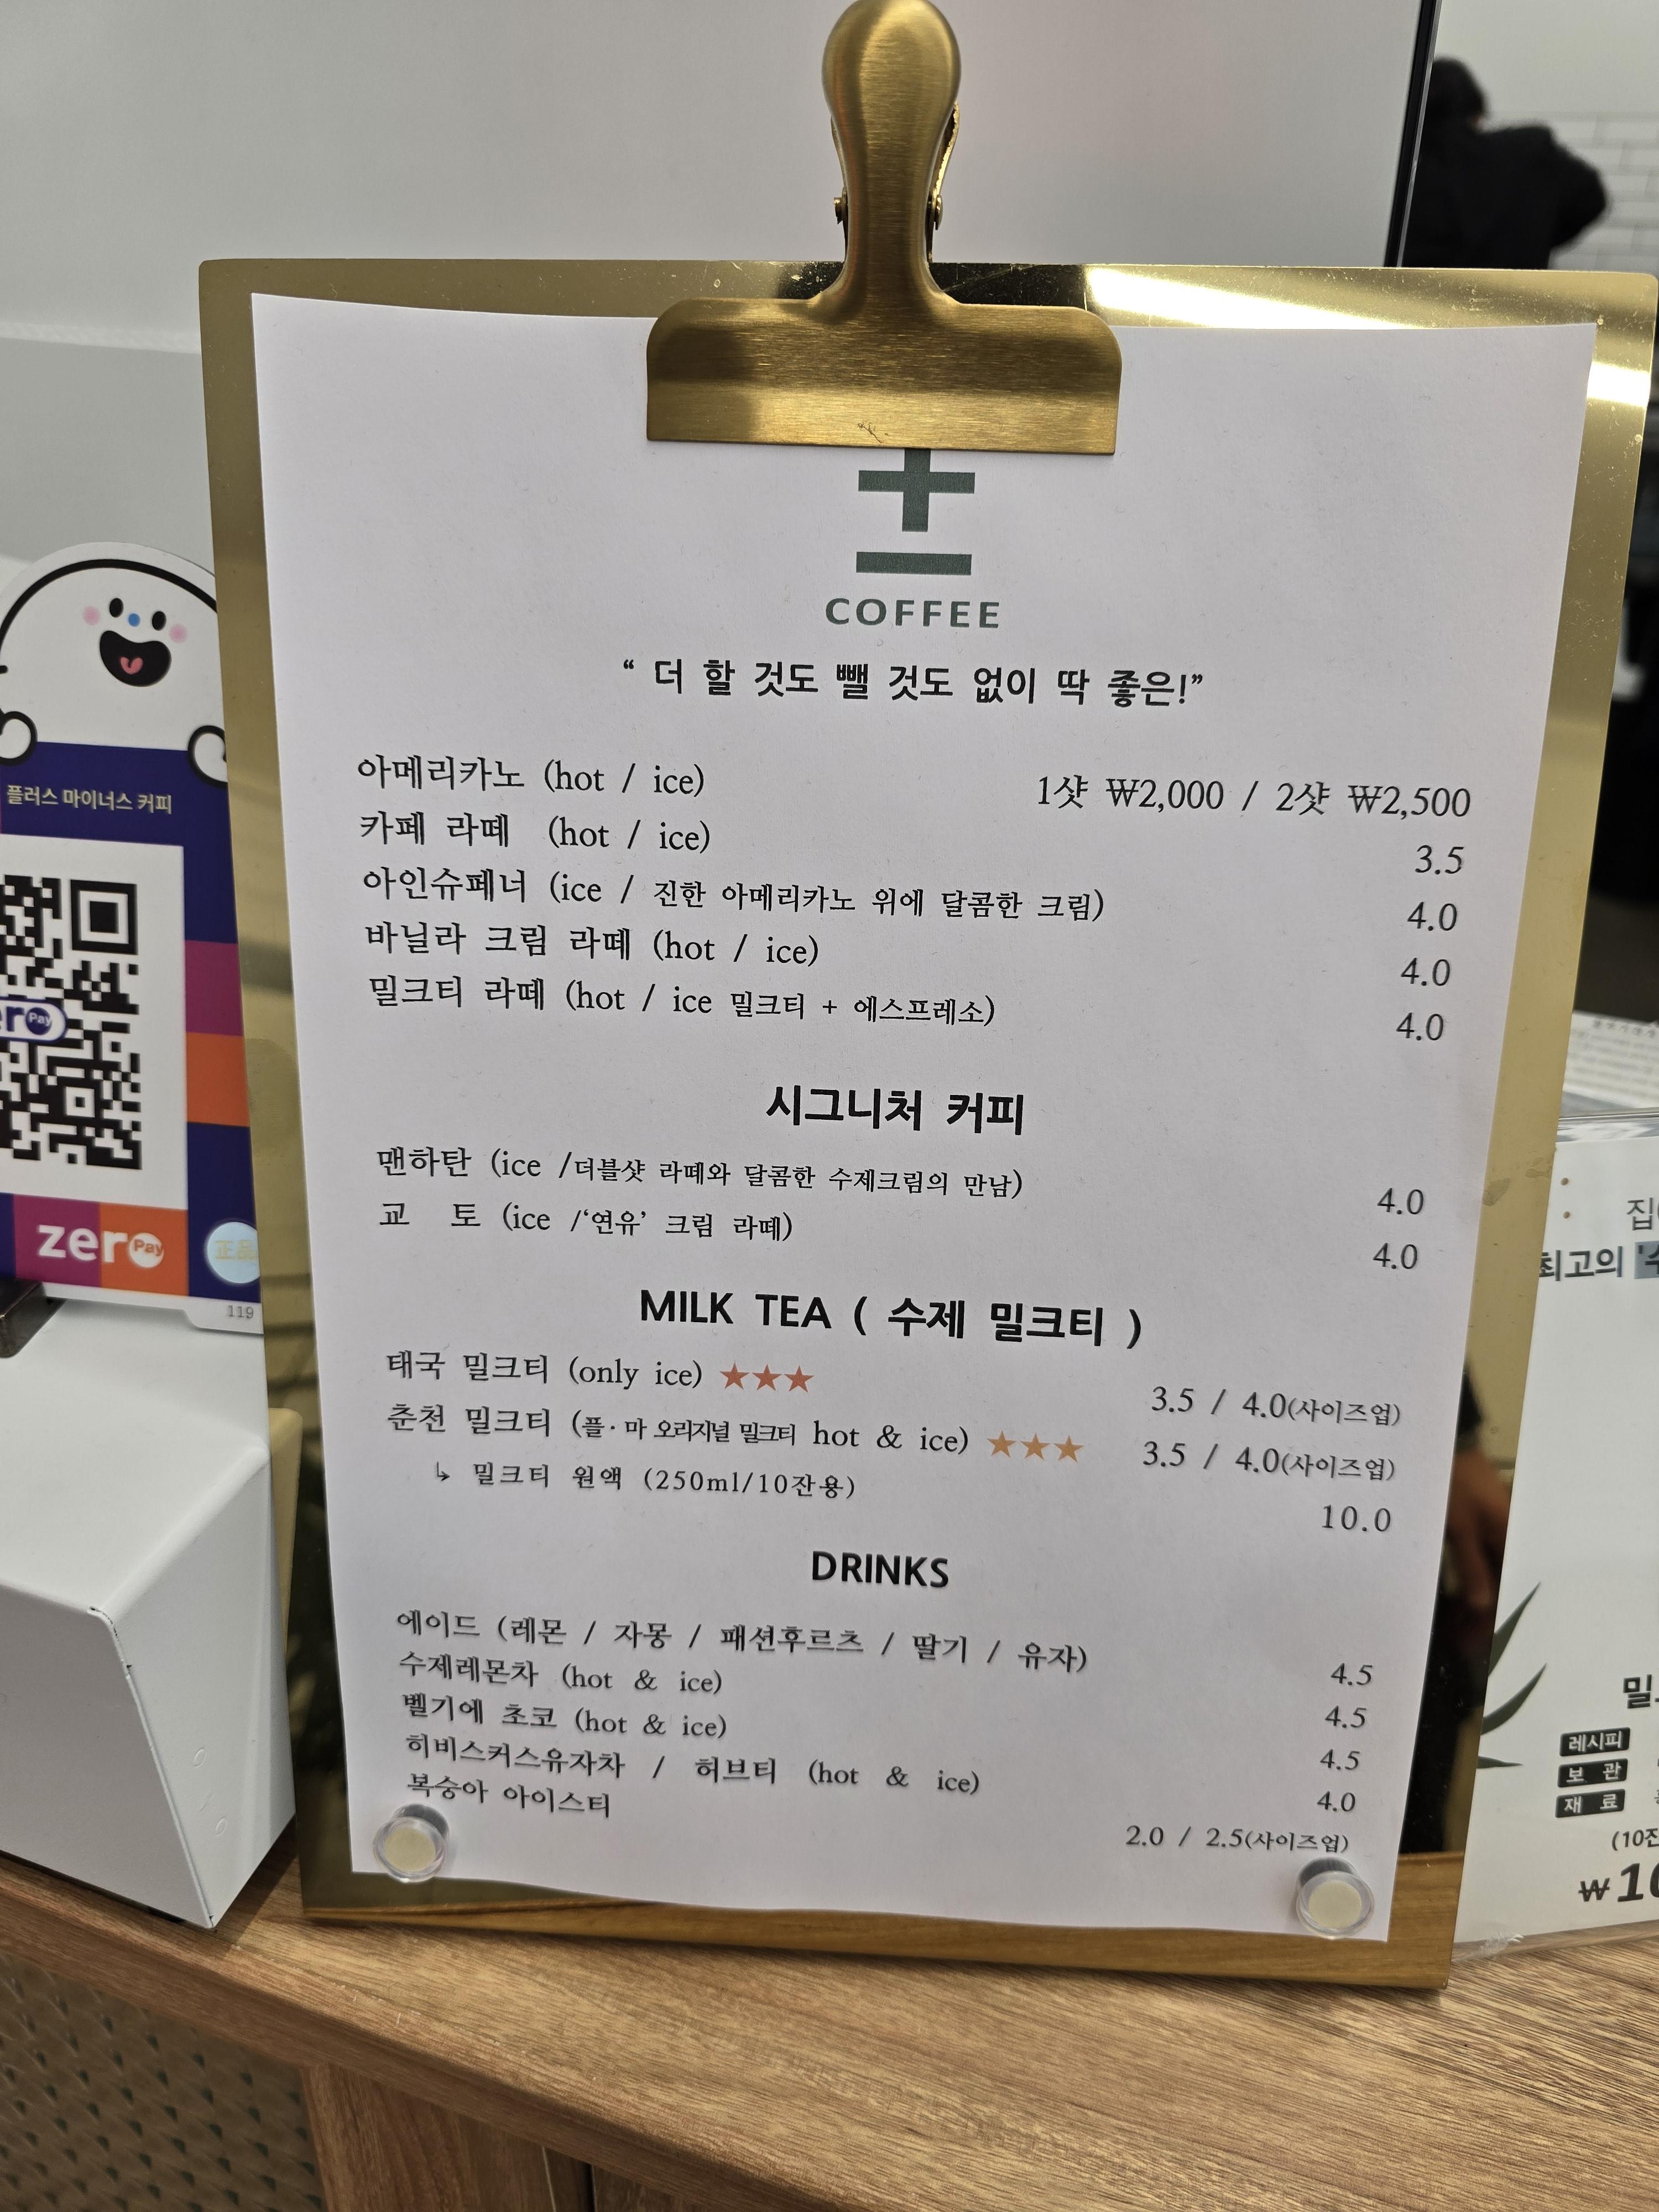 COFFEE
“ 더 할 것도 뺄 것도 없이 딱 좋은!”
아메리카노 (hot / ice) 1샷 ₩2,000 / 2샷 ₩2,500
카페 라떼 (hot / ice) 3.5
아인슈페너 (ice / 진한 아메리카노 위에 달콤한 크림) 4.0
바닐라 크림 라떼 (hot / ice) 4.0
밀크티 라떼 (hot / ice 밀크티 + 에스프레소) 4.0
시그니처 커피
맨하탄 (ice /더블샷 라떼와 달콤한 수제크림의 만남) 4.0
교 토 (ice /‘연유’ 크림 라떼) 4.0
MILK TEA ( 수제 밀크티 )
태국 밀크티 (only ice) ★★★ 3.5 / 4.0(사이즈업)
춘천 밀크티 (플·마 오리지널 밀크티 hot & ice) ★★★ 3.5 / 4.0(사이즈업)
↳ 밀크티 원액 (250ml/10잔용) 10.0
DRINKS
에이드 (레몬 / 자몽 / 패션후르츠 / 딸기 / 유자) 4.5
수제레몬차 (hot & ice) 4.5
벨기에 초코 (hot & ice) 4.5
히비스커스유자차 / 허브티 (hot & ice) 4.0
복숭아 아이스티 2.0 / 2.5(사이즈업)
플러스 마이너스 커피
Pay
zero Pay
正品
119
최고의
레시피
보 관
재 료